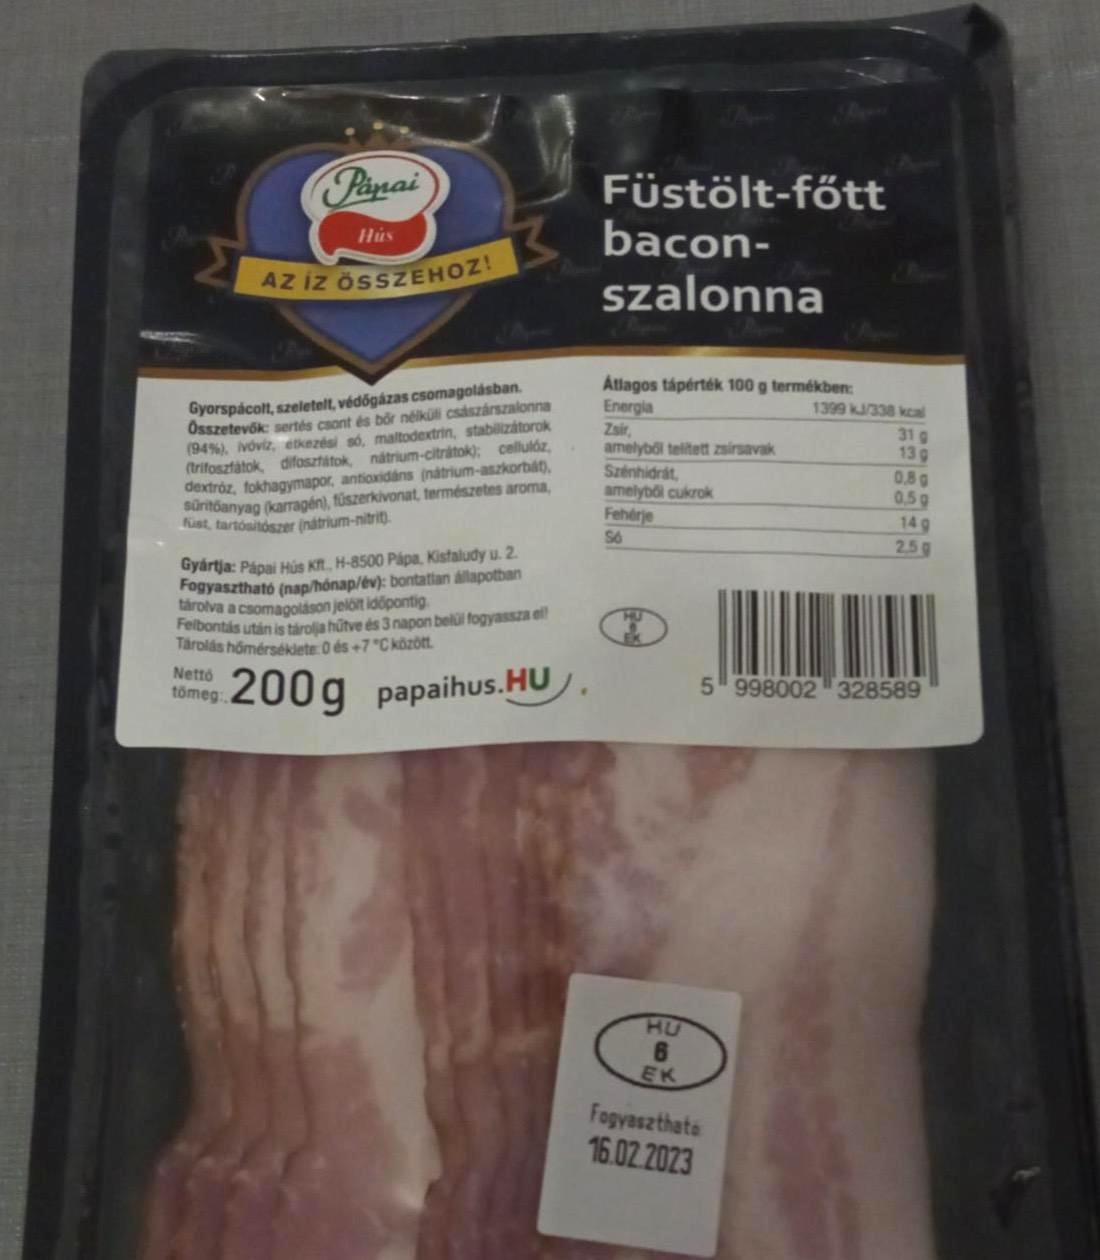 Pápai
Hús
AZ ÍZ ÖSSZEHOZ!
Füstölt-főtt
bacon-
szalonna
Gyorspácolt, szeletelt, védőgázas csomagolásban.
Összetevők: sertés csont és bőr nélküli császárszalonna
(94%), ivóvíz, étkezési só, maltodextrin, stabilizátorok
(trifoszfátok, difoszfátok, nátrium-citrátok); cellulóz,
dextróz, fokhagymapor, antioxidáns (nátrium-aszkorbát),
sűrítőanyag (karragén), fűszerkivonat, természetes aroma,
füst, tartósítószer (nátrium-nitrit).
Gyártja: Pápai Hús Kft., H-8500 Pápa, Kisfaludy u. 2.
Fogyasztható (nap/hónap/év): bontatlan állapotban
tárolva a csomagoláson jelölt időpontig.
Felbontás után is tárolja hűtve és 3 napon belül fogyassza el!
Tárolás hőmérséklete: 0 és +7 °C között.
Nettó
tömeg: 200g papaihus.HU
Átlagos tápérték 100 g termékben:
Energia 1399 kJ/338 kcal
Zsír, 31 g
amelyből telített zsírsavak 13 g
Szénhidrát, 0,8 g
amelyből cukrok 0,5 g
Fehérje 14 g
Só 2,5 g
HU
6
EK
5 998002 328589
HU
6
EK
Fogyasztható
16.02.2023